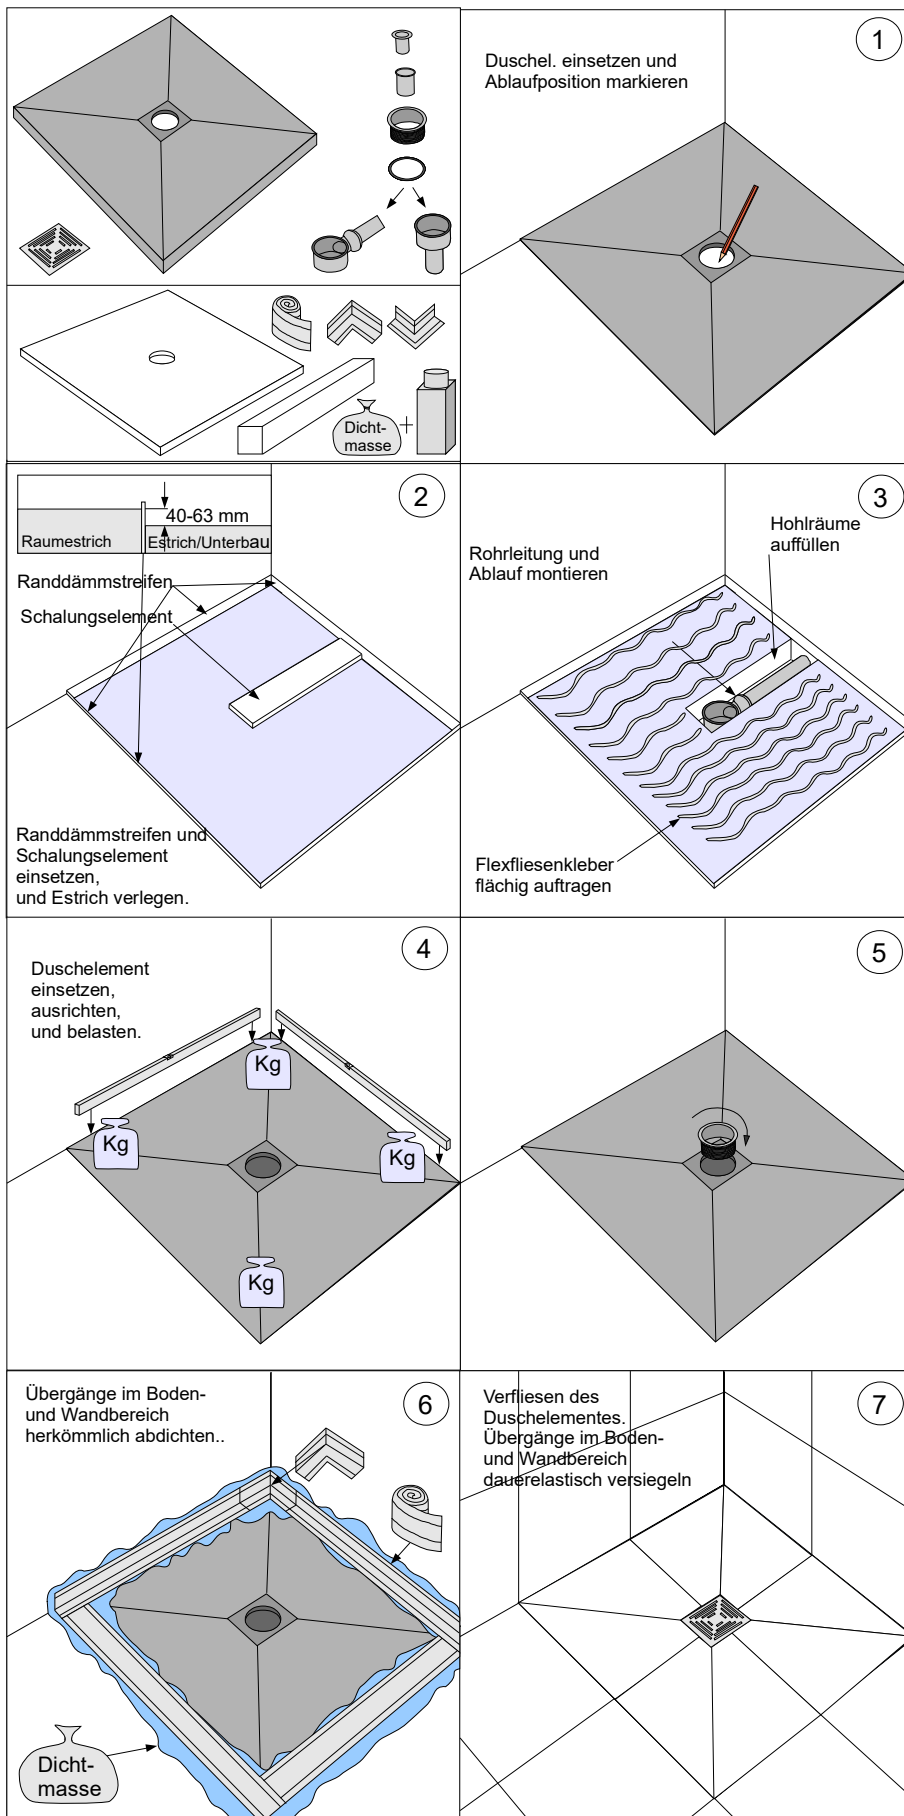 Dicht-
masse
+
1
Duschel. einsetzen und
Ablaufposition markieren
2
40-63 mm
Raumestrich
Estrich/Unterbau
Randdämmstreifen
Schalungselement
Randdämmstreifen und
Schalungselement
einsetzen,
und Estrich verlegen.
3
Hohlräume
auffüllen
Rohrleitung und
Ablauf montieren
Flexfliesenkleber
flächig auftragen
4
Duschelement
einsetzen,
ausrichten,
und belasten.
Kg
Kg
Kg
Kg
5
6
Übergänge im Boden-
und Wandbereich
herkömmlich abdichten..
Dicht-
masse
7
Verfliesen des
Duschelementes.
Übergänge im Boden-
und Wandbereich
dauerelastisch versiegeln